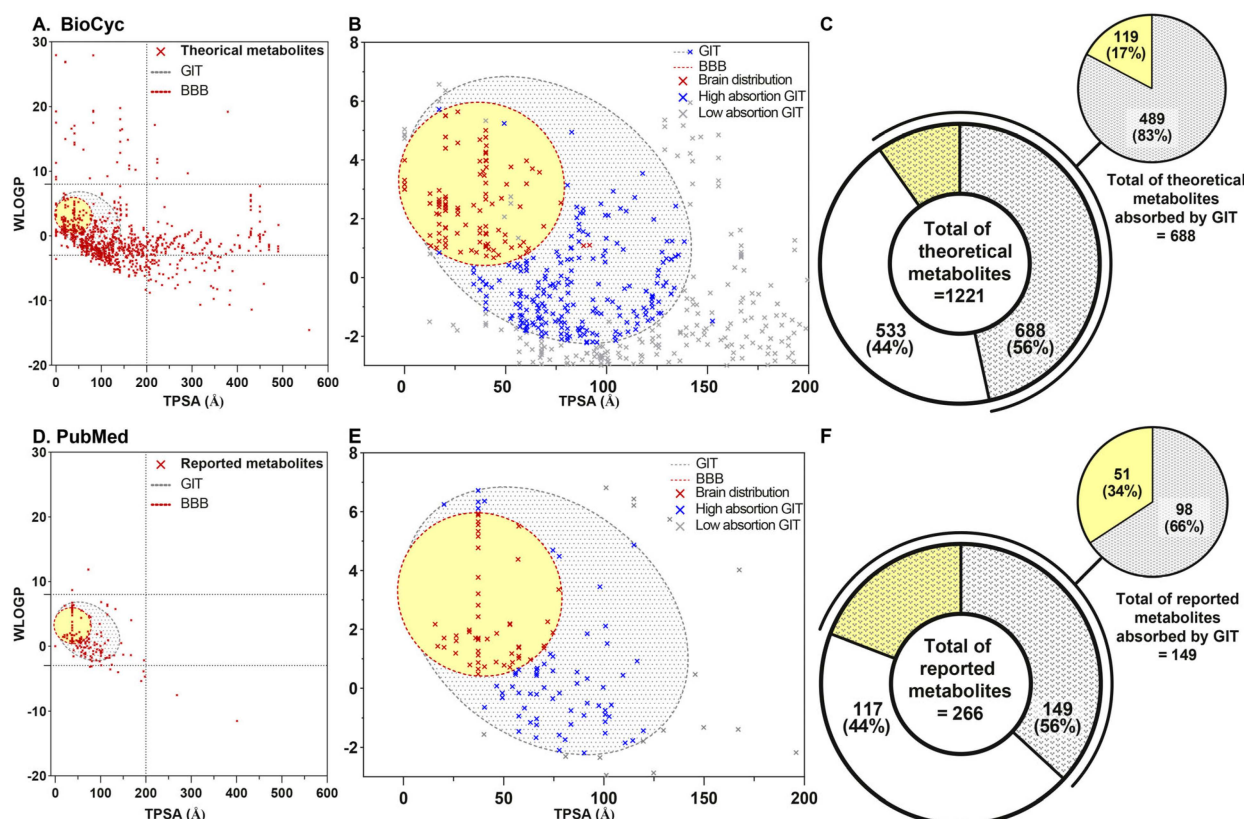 A. BioCyc
WLOGP
30
20
10
0
-10
-20
0
100
200
300
400
500
600
TPSA (Å)
Theorical metabolites
GIT
BBB
B
8
6
4
2
0
-2
0
50
100
150
200
TPSA (Å)
GIT
BBB
Brain distribution
High absortion GIT
Low absortion GIT
C
119
(17%)
489
(83%)
Total of theoretical
metabolites
absorbed by GIT
= 688
Total of
theoretical
metabolites
=1221
533
(44%)
688
(56%)
D. PubMed
WLOGP
30
20
10
0
-10
-20
0
100
200
300
400
500
600
TPSA (Å)
Reported metabolites
GIT
BBB
E
8
6
4
2
0
-2
0
50
100
150
200
TPSA (Å)
GIT
BBB
Brain distribution
High absortion GIT
Low absortion GIT
F
51
(34%)
98
(66%)
Total of reported
metabolites
absorbed by GIT
= 149
Total of
reported
metabolites
= 266
117
(44%)
149
(56%)